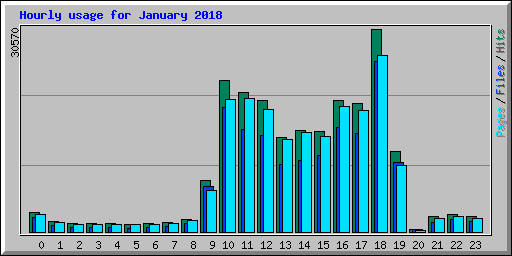 Hourly usage for January 2018
30570
Pages/Files/Hits
0 1 2 3 4 5 6 7 8 9 10 11 12 13 14 15 16 17 18 19 20 21 22 23